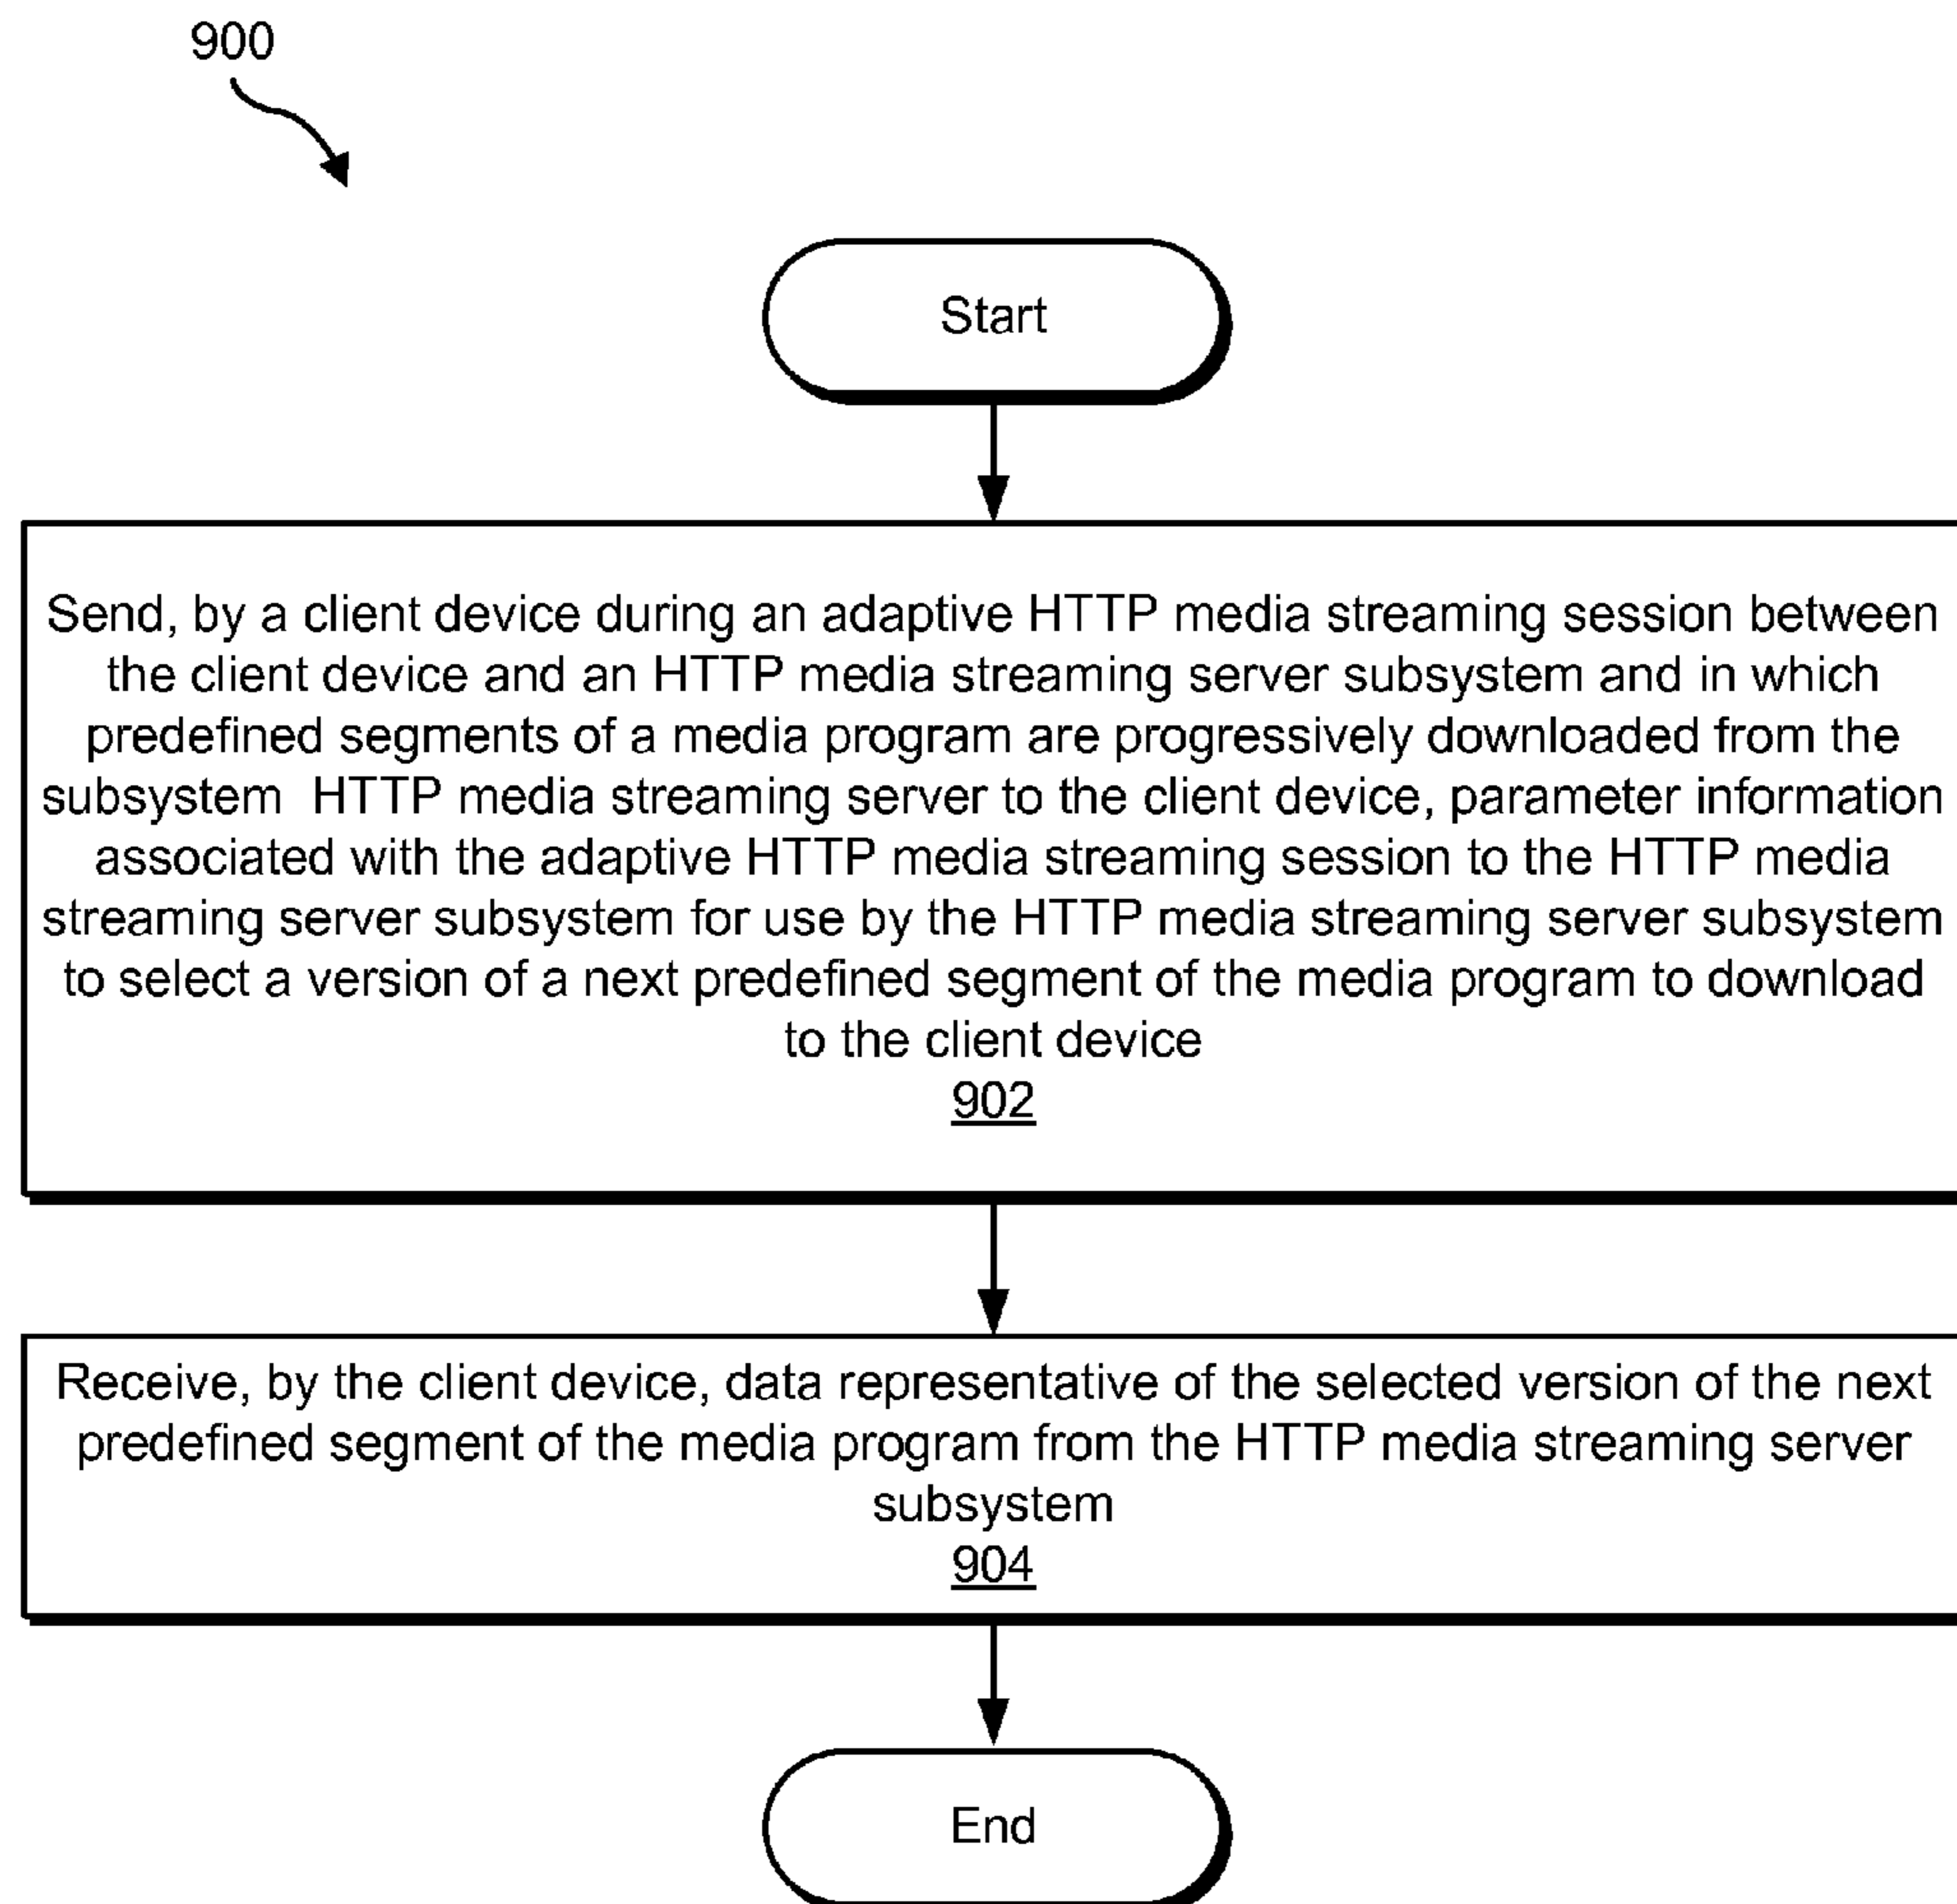 900
Start
Send, by a client device during an adaptive HTTP media streaming session between
the client device and an HTTP media streaming server subsystem and in which
predefined segments of a media program are progressively downloaded from the
subsystem HTTP media streaming server to the client device, parameter information
associated with the adaptive HTTP media streaming session to the HTTP media
streaming server subsystem for use by the HTTP media streaming server subsystem
to select a version of a next predefined segment of the media program to download
to the client device
902
Receive, by the client device, data representative of the selected version of the next
predefined segment of the media program from the HTTP media streaming server
subsystem
904
End